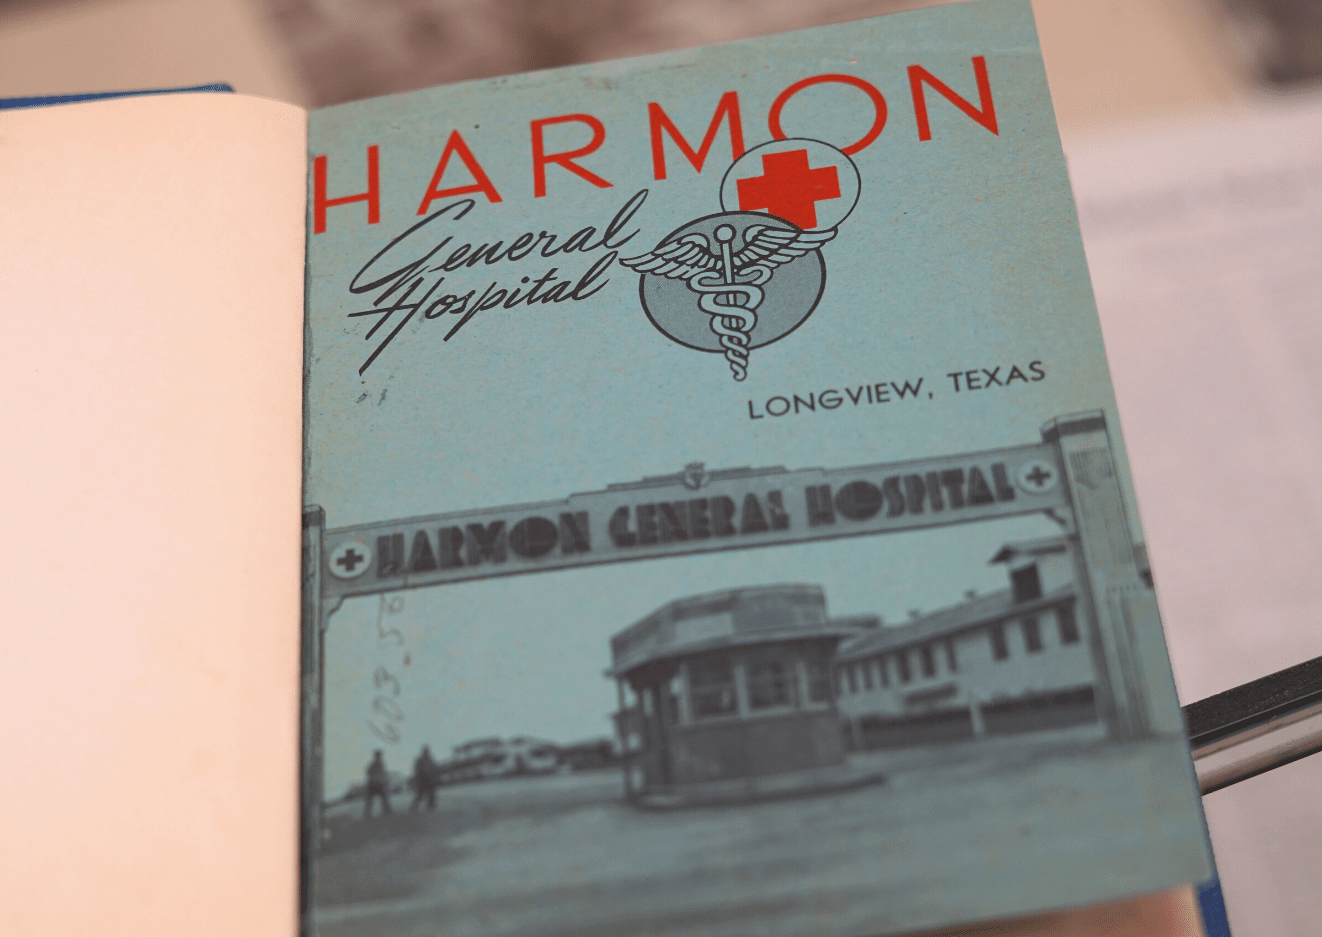 HARMON
General
Hospital
LONGVIEW, TEXAS
HARMON GENERAL HOSPITAL